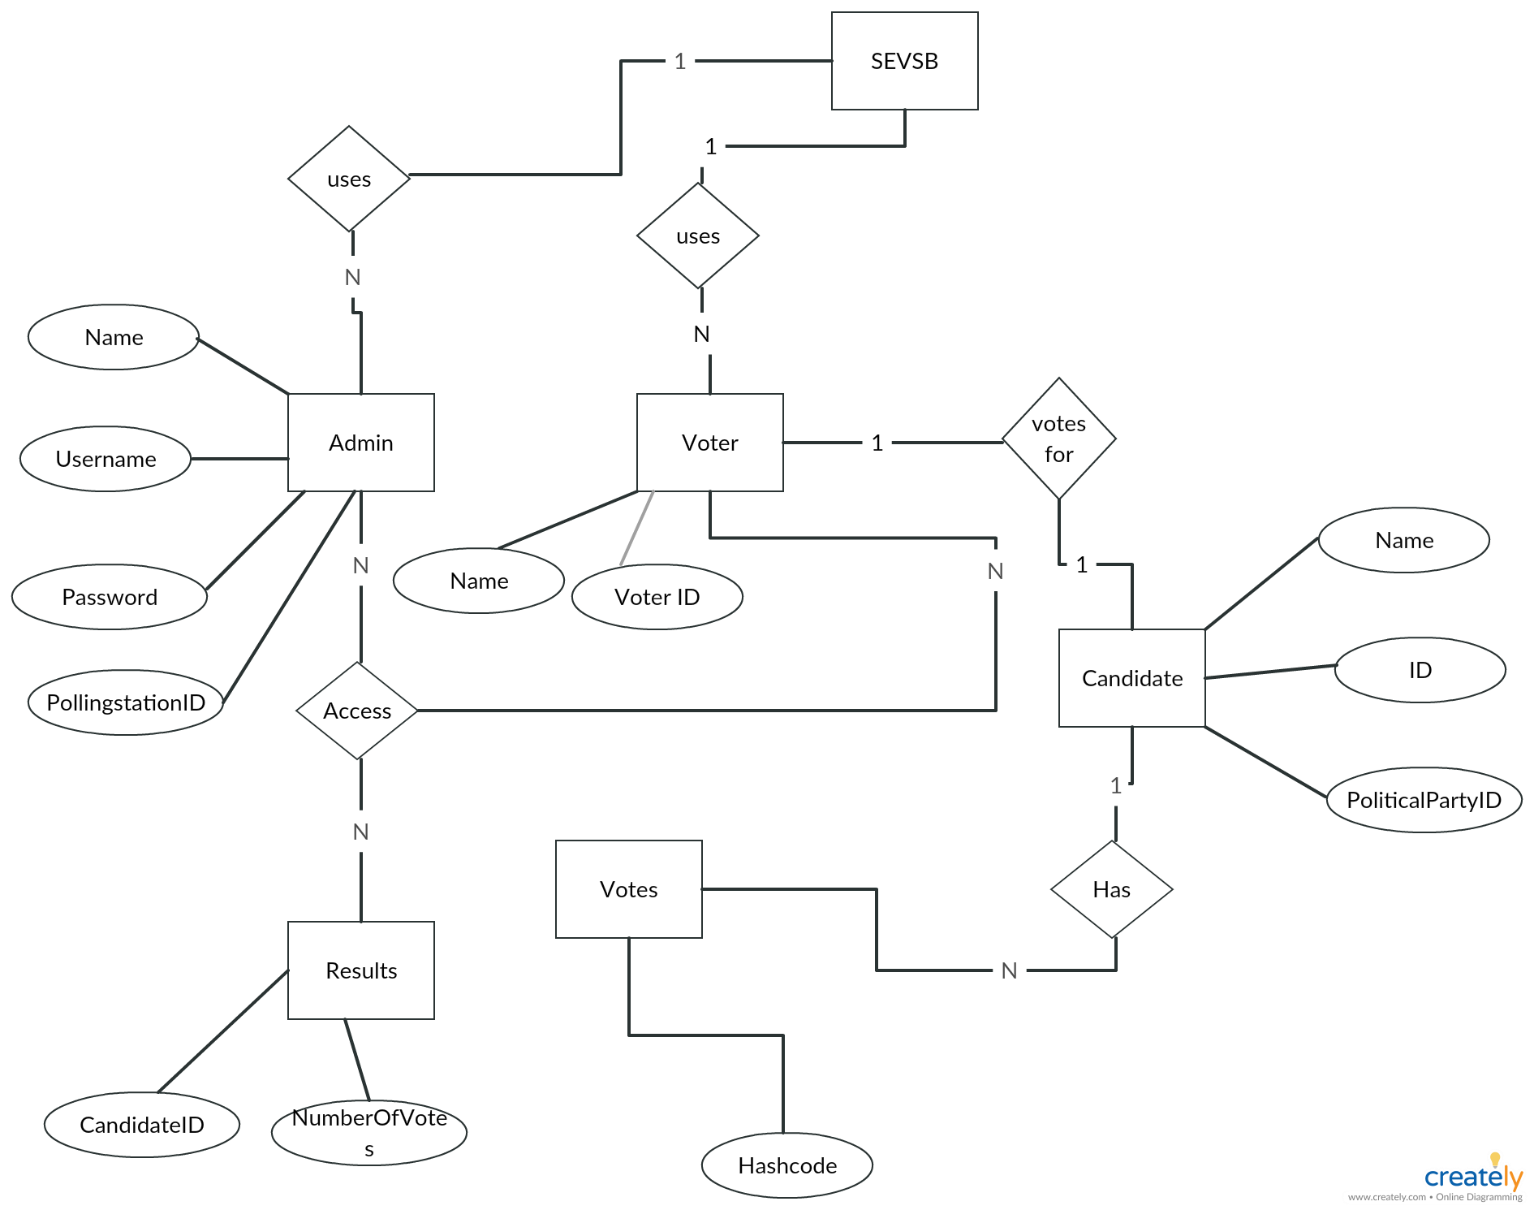 SEVSB
1
1
uses
uses
N
N
Name
Admin
Voter
1
votes
for
Username
Name
N
N
1
Name
Voter ID
Password
ID
Candidate
PollingstationID
Access
1
PoliticalPartyID
N
Votes
Has
Results
N
CandidateID
NumberOfVote
s
Hashcode
creately
www.creately.com • Online Diagramming